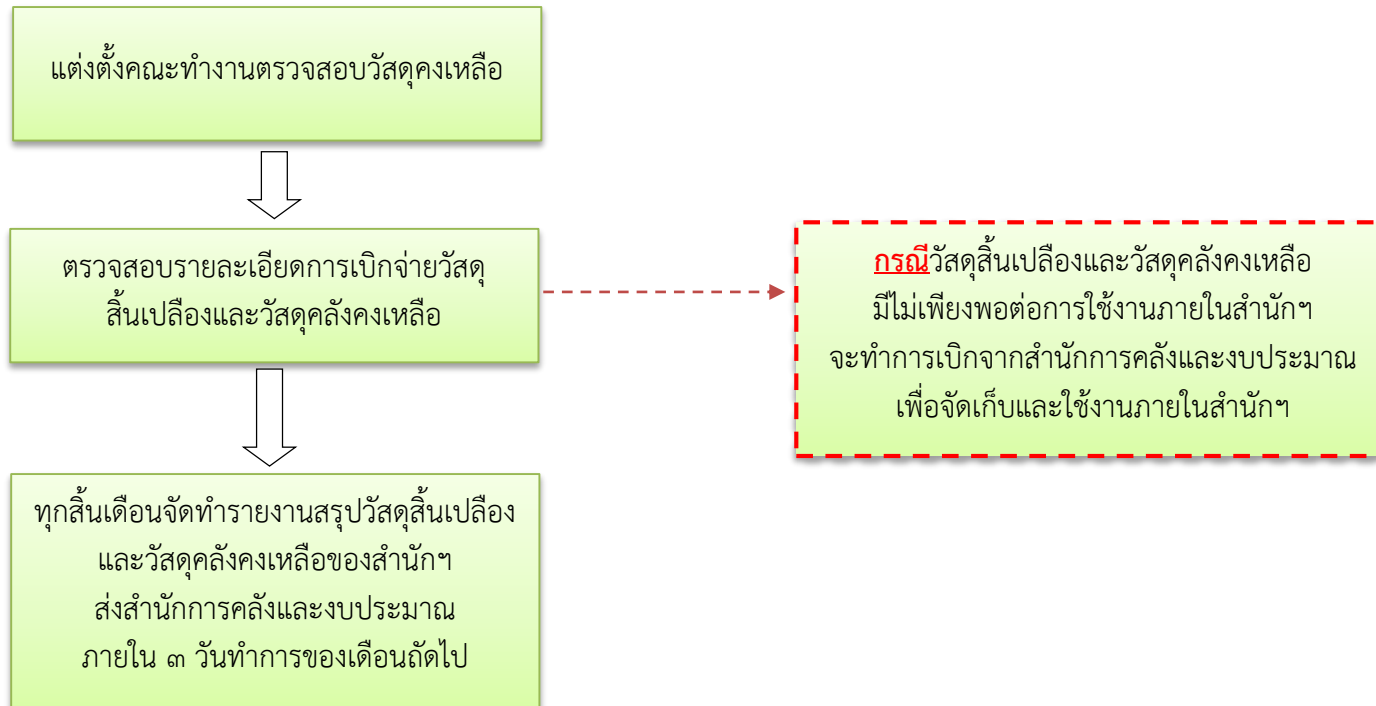 แต่งตั้งคณะทำงานตรวจสอบวัสดุคงเหลือ
ตรวจสอบรายละเอียดการเบิกจ่ายวัสดุ
สิ้นเปลืองและวัสดุคลังคงเหลือ
กรณีวัสดุสิ้นเปลืองและวัสดุคลังคงเหลือ
มีไม่เพียงพอต่อการใช้งานภายในสำนักฯ
จะทำการเบิกจากสำนักการคลังและงบประมาณ
เพื่อจัดเก็บและใช้งานภายในสำนักฯ
ทุกสิ้นเดือนจัดทำรายงานสรุปวัสดุสิ้นเปลือง
และวัสดุคลังคงเหลือของสำนักฯ
ส่งสำนักการคลังและงบประมาณ
ภายใน ๓ วันทำการของเดือนถัดไป